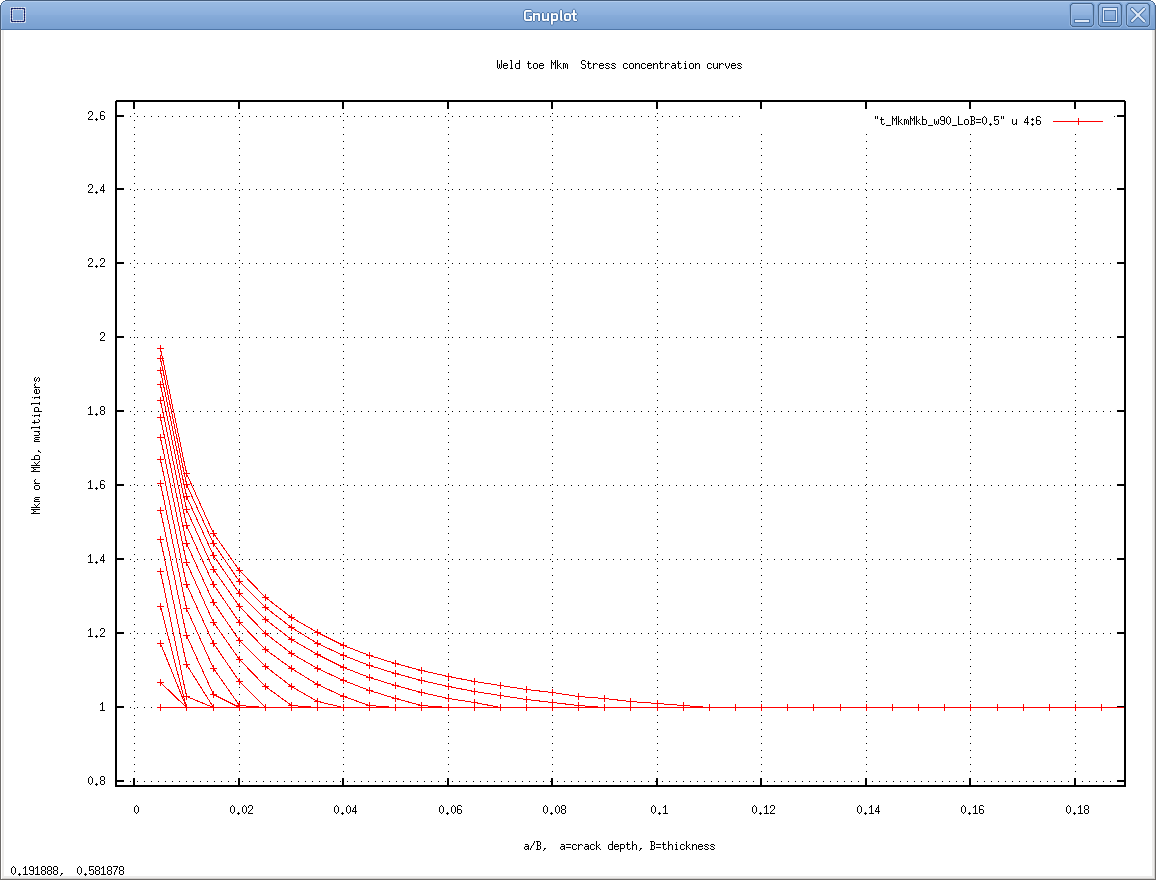 Gnuplot
Weld toe Mkm  Stress concentration curves
"t_MkmMkb_w90_LoB=0.5" u 4:6
2.6
2.4
2.2
2
1.8
1.6
1.4
1.2
1
0.8
Mkm or Mkb, multipliers
0 0.02 0.04 0.06 0.08 0.1 0.12 0.14 0.16 0.18
a/B,  a=crack depth, B=thickness
0.191888,  0.581878